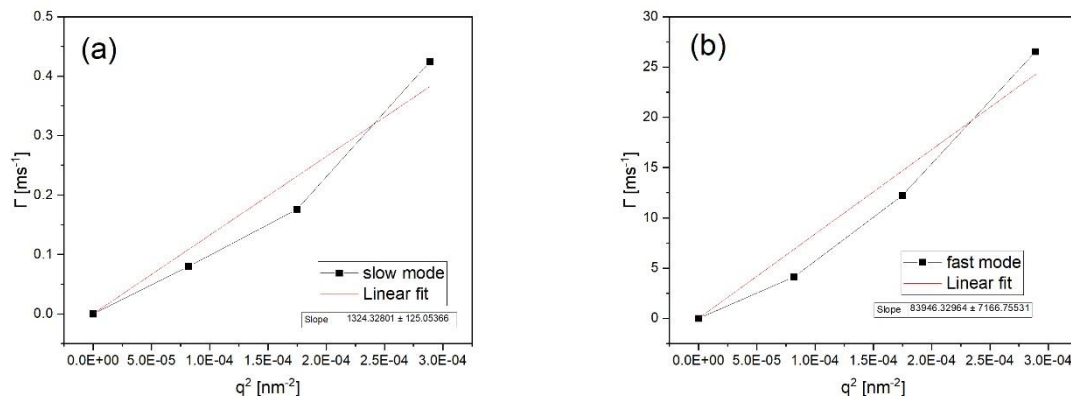 (a)
0.5
0.4
0.3
0.2
0.1
0.0
Γ [ms⁻¹]
slow mode
Linear fit
Slope 1324.32801 ± 125.05366
0.0E+00 5.0E-05 1.0E-04 1.5E-04 2.0E-04 2.5E-04 3.0E-04
q² [nm⁻²]
(b)
30
25
20
15
10
5
0
Γ [ms⁻¹]
fast mode
Linear fit
Slope 83946.32964 ± 7166.75531
0.0E+00 5.0E-05 1.0E-04 1.5E-04 2.0E-04 2.5E-04 3.0E-04
q² [nm⁻²]